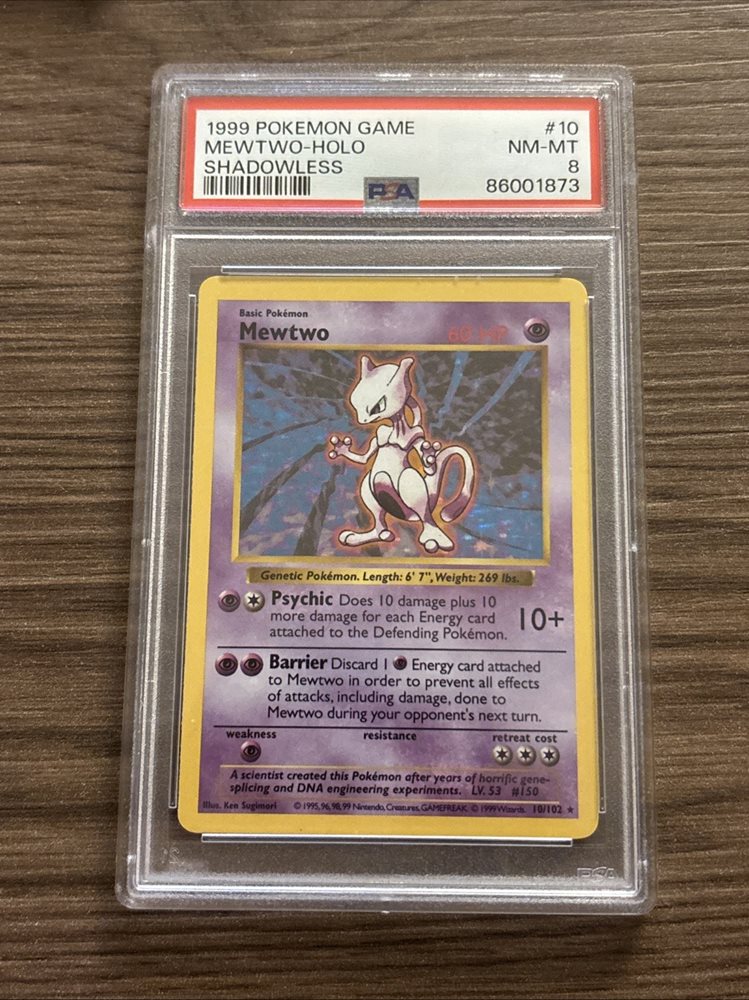 1999 POKEMON GAME #10
MEWTWO-HOLO NM-MT
SHADOWLESS 8
PSA 86001873
Basic Pokémon
Mewtwo 60 HP
Genetic Pokémon. Length: 6' 7", Weight: 269 lbs.
Psychic Does 10 damage plus 10
more damage for each Energy card
attached to the Defending Pokémon.
10+
Barrier Discard 1 Energy card attached
to Mewtwo in order to prevent all effects
of attacks, including damage, done to
Mewtwo during your opponent's next turn.
weakness resistance retreat cost
A scientist created this Pokémon after years of horrific gene-
splicing and DNA engineering experiments. LV. 53 #150
Illus. Ken Sugimori © 1995, 96, 98, 99 Nintendo, Creatures, GAMEFREAK. © 1999 Wizards. 10/102 ★
PSA